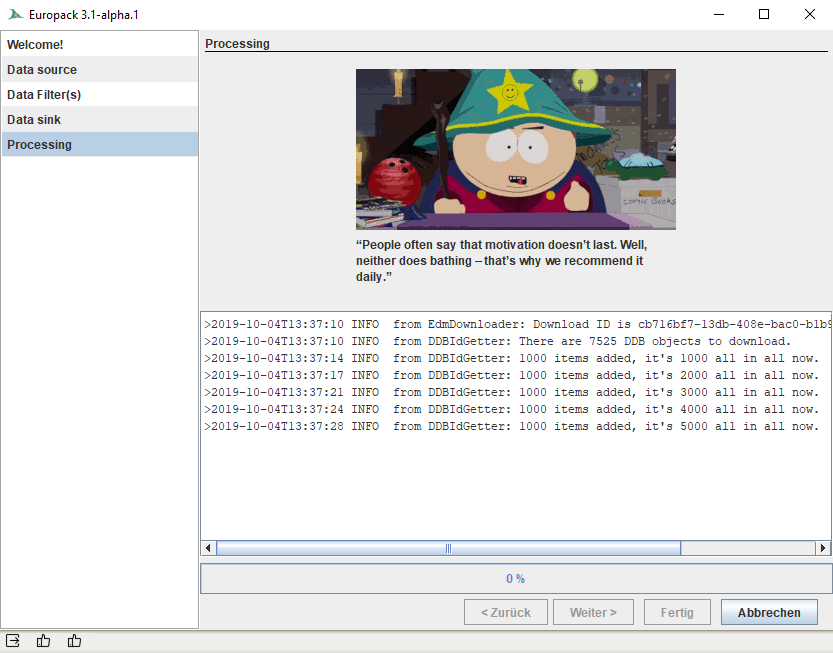 Europack 3.1-alpha.1
Welcome!
Data source
Data Filter(s)
Data sink
Processing
Processing
COMIC BOOKS
“People often say that motivation doesn’t last. Well,
neither does bathing – that’s why we recommend it
daily.”
>2019-10-04T13:37:10 INFO  from EdmDownloader: Download ID is cb716bf7-13db-408e-bac0-b1b9
>2019-10-04T13:37:10 INFO  from DDBIdGetter: There are 7525 DDB objects to download.
>2019-10-04T13:37:14 INFO  from DDBIdGetter: 1000 items added, it's 1000 all in all now.
>2019-10-04T13:37:17 INFO  from DDBIdGetter: 1000 items added, it's 2000 all in all now.
>2019-10-04T13:37:21 INFO  from DDBIdGetter: 1000 items added, it's 3000 all in all now.
>2019-10-04T13:37:24 INFO  from DDBIdGetter: 1000 items added, it's 4000 all in all now.
>2019-10-04T13:37:28 INFO  from DDBIdGetter: 1000 items added, it's 5000 all in all now.
0 %
< Zurück
Weiter >
Fertig
Abbrechen